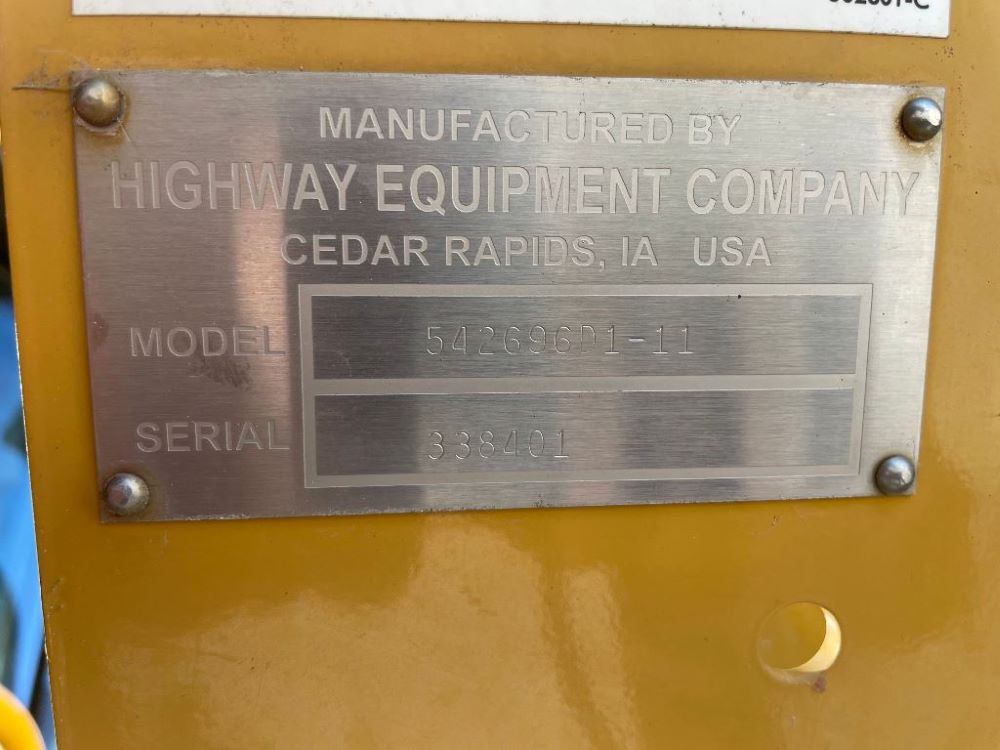 MANUFACTURED BY
HIGHWAY EQUIPMENT COMPANY
CEDAR RAPIDS, IA USA
MODEL 542696D1-11
SERIAL 338401